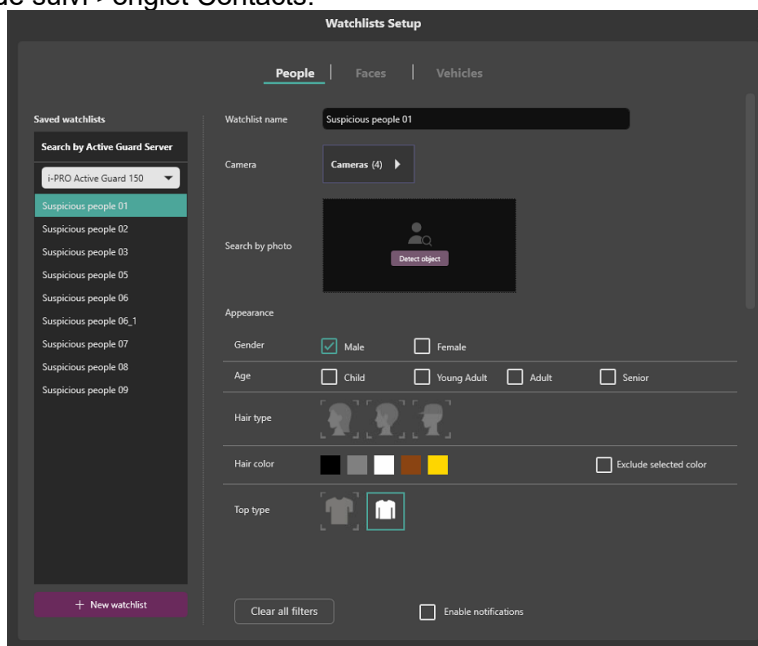 de suivi > onglet Contacts.
Watchlists Setup
People | Faces | Vehicles
Saved watchlists
Search by Active Guard Server
i-PRO Active Guard 150
Suspicious people 01
Suspicious people 02
Suspicious people 03
Suspicious people 05
Suspicious people 06
Suspicious people 06_1
Suspicious people 07
Suspicious people 08
Suspicious people 09
+ New watchlist
Watchlist name Suspicious people 01
Camera Cameras (4)
Search by photo Detect object
Appearance
Gender Male Female
Age Child Young Adult Adult Senior
Hair type
Hair color Exclude selected color
Top type
Clear all filters Enable notifications